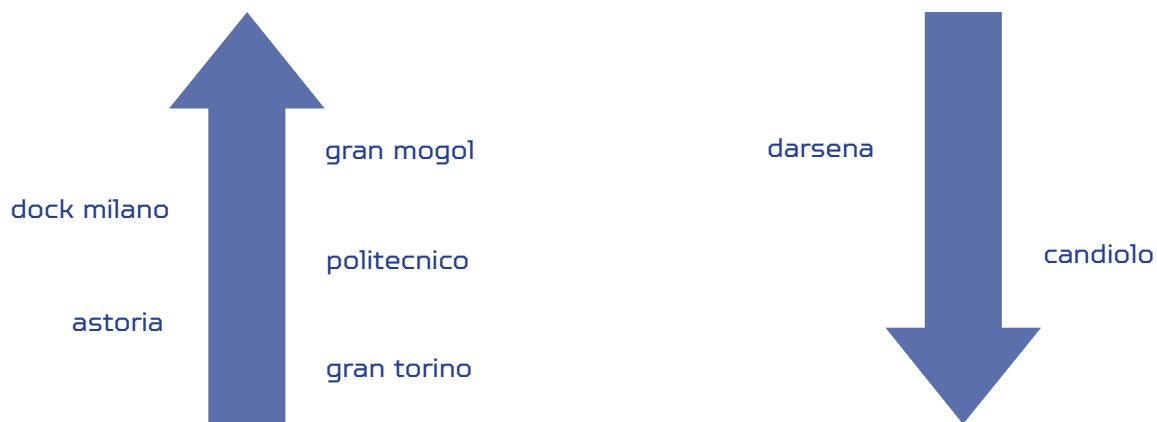 gran mogol
dock milano
politecnico
astoria
gran torino
darsena
candiolo